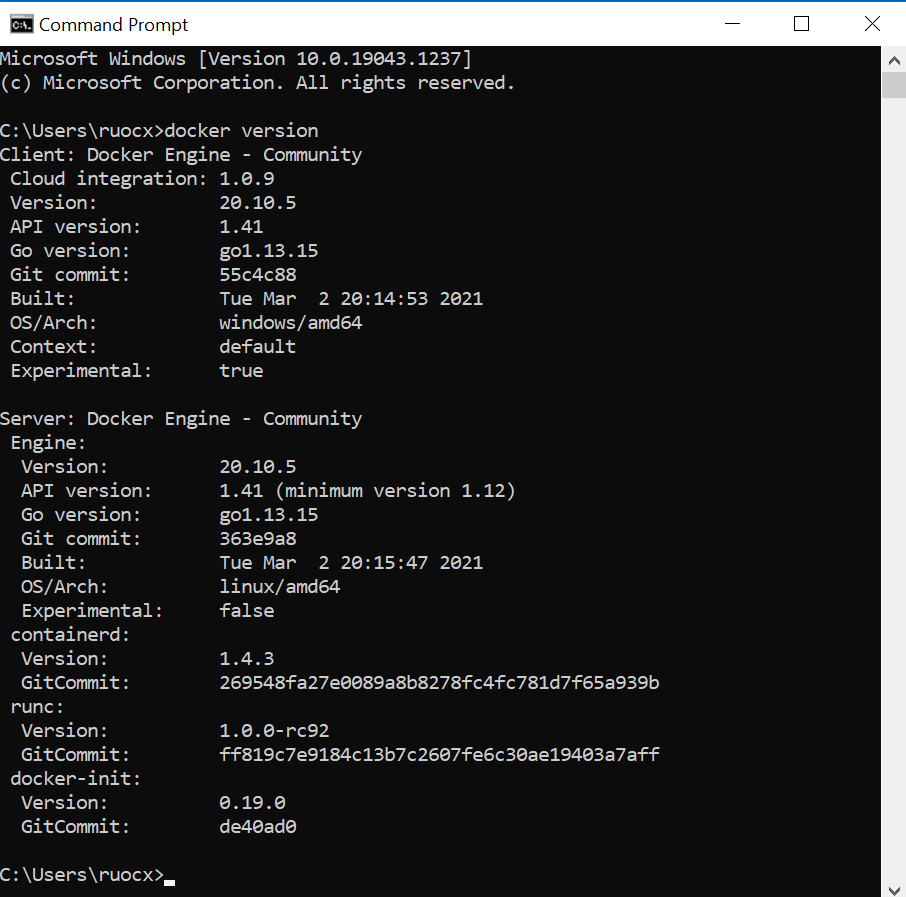 Command Prompt
Microsoft Windows [Version 10.0.19043.1237]
(c) Microsoft Corporation. All rights reserved.
C:\Users\ruocx>docker version
Client: Docker Engine - Community
 Cloud integration: 1.0.9
 Version:           20.10.5
 API version:       1.41
 Go version:        go1.13.15
 Git commit:        55c4c88
 Built:             Tue Mar  2 20:14:53 2021
 OS/Arch:           windows/amd64
 Context:           default
 Experimental:      true
Server: Docker Engine - Community
 Engine:
  Version:          20.10.5
  API version:      1.41 (minimum version 1.12)
  Go version:       go1.13.15
  Git commit:       363e9a8
  Built:            Tue Mar  2 20:15:47 2021
  OS/Arch:          linux/amd64
  Experimental:     false
 containerd:
  Version:          1.4.3
  GitCommit:        269548fa27e0089a8b8278fc4fc781d7f65a939b
 runc:
  Version:          1.0.0-rc92
  GitCommit:        ff819c7e9184c13b7c2607fe6c30ae19403a7aff
 docker-init:
  Version:          0.19.0
  GitCommit:        de40ad0
C:\Users\ruocx>